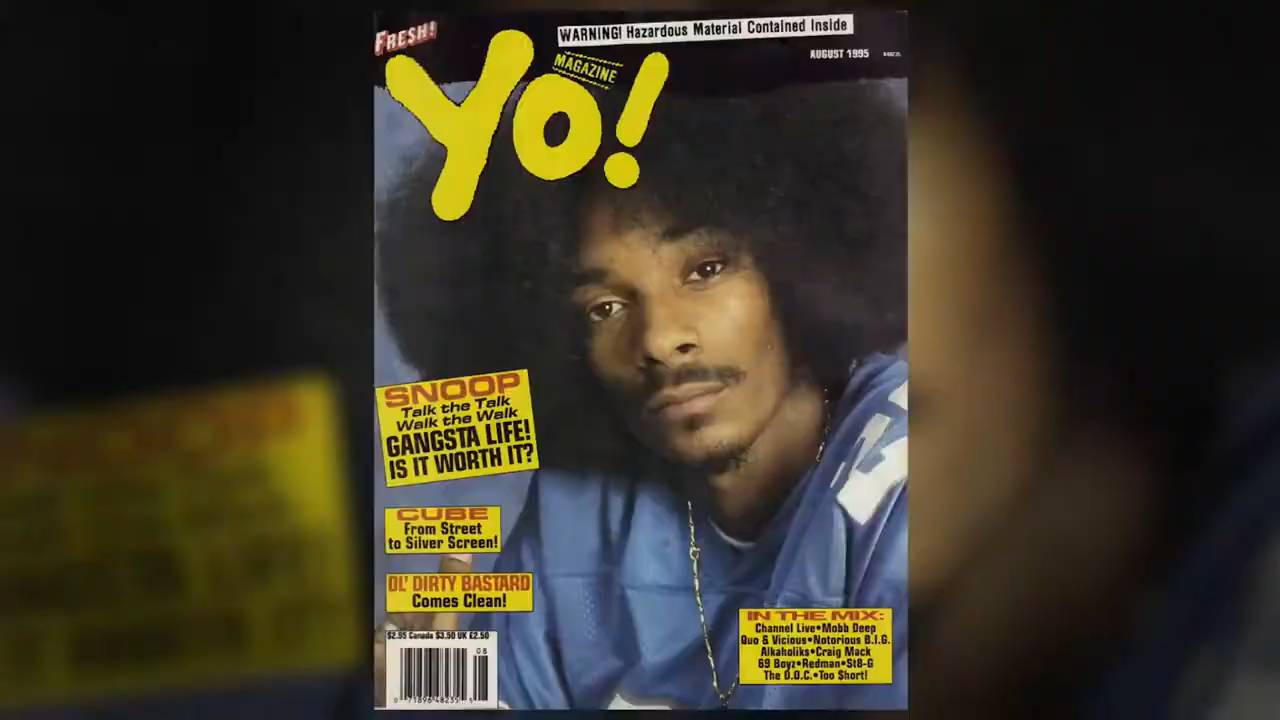 FRESH!
WARNING! Hazardous Material Contained Inside
AUGUST 1995
YO!
MAGAZINE
SNOOP
Talk the Talk
Walk the Walk
GANGSTA LIFE!
IS IT WORTH IT?
CUBE
From Street
to Silver Screen!
OL' DIRTY BASTARD
Comes Clean!
IN THE MIX:
Channel Live•Mobb Deep
Quo & Vicious•Notorious B.I.G.
Alkaholiks•Craig Mack
69 Boyz•Redman•St8-G
The D.O.C.•Too $hort!
$2.95 Canada $3.50 UK £2.50
08